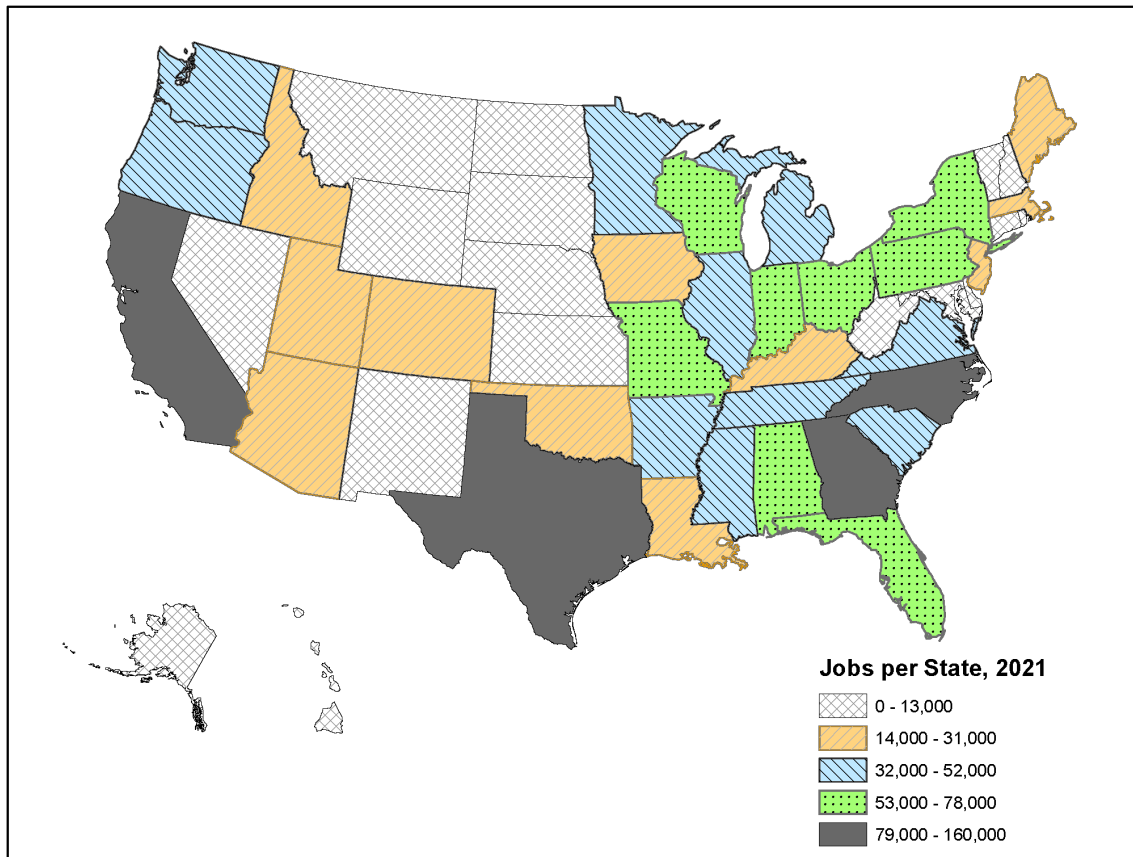 Jobs per State, 2021
0 - 13,000
14,000 - 31,000
32,000 - 52,000
53,000 - 78,000
79,000 - 160,000